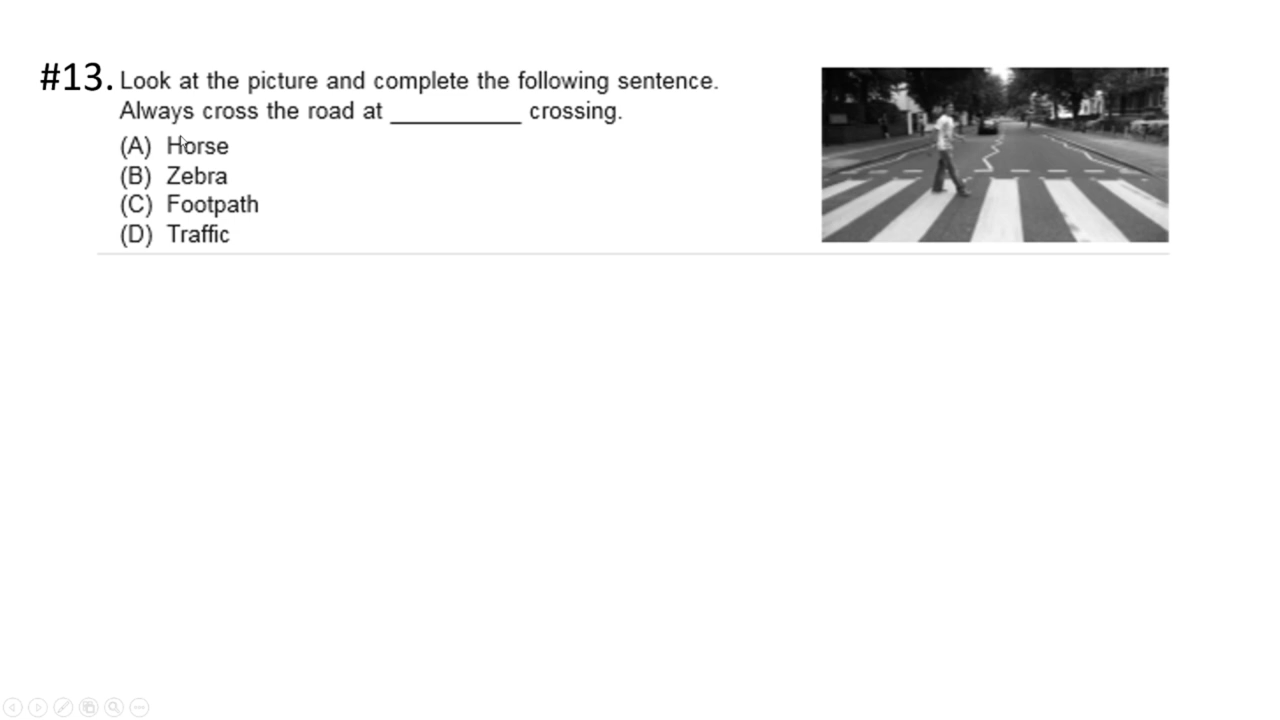 #13. Look at the picture and complete the following sentence.
Always cross the road at __________ crossing.
(A) Horse
(B) Zebra
(C) Footpath
(D) Traffic